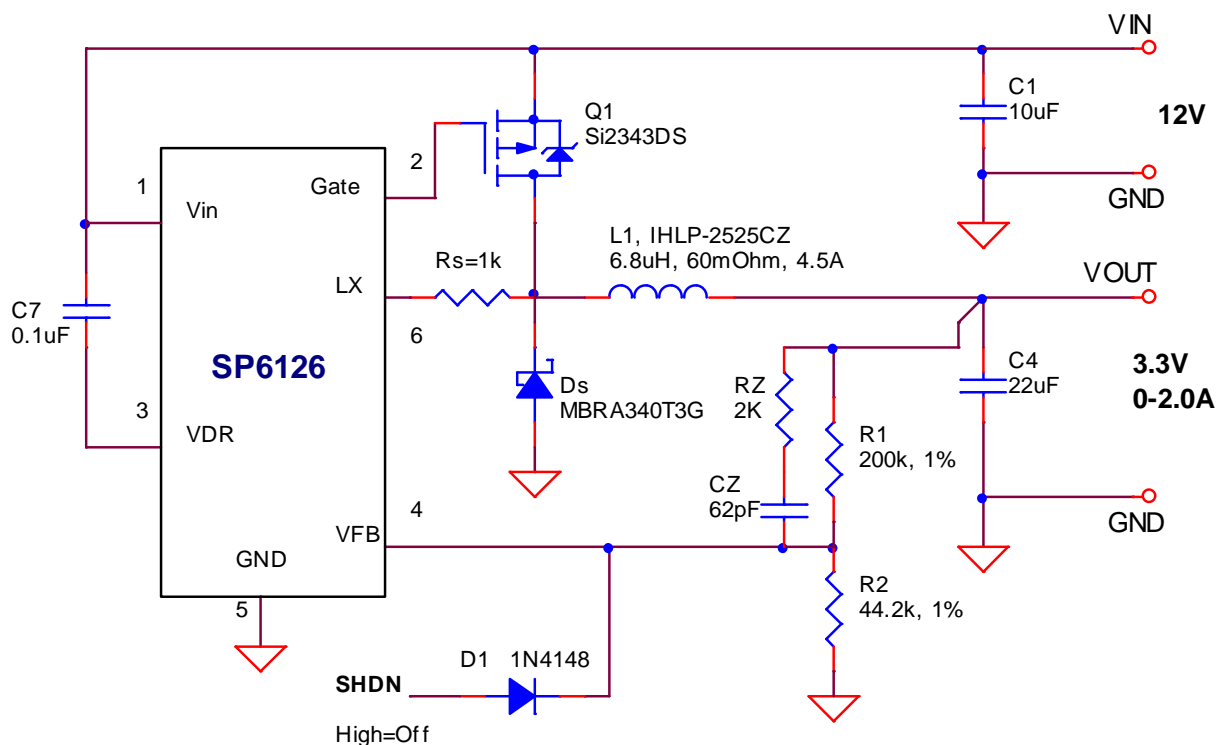 VIN
C1
10uF
12V
GND
Q1
Si2343DS
2
1
Gate
Vin
L1, IHLP-2525CZ
6.8uH, 60mOhm, 4.5A
VOUT
Rs=1k
LX
C7
0.1uF
6
SP6126
C4
22uF
3.3V
0-2.0A
Ds
MBRA340T3G
RZ
2K
3
VDR
R1
200k, 1%
CZ
62pF
4
VFB
GND
GND
5
R2
44.2k, 1%
D1 1N4148
SHDN
High=Off